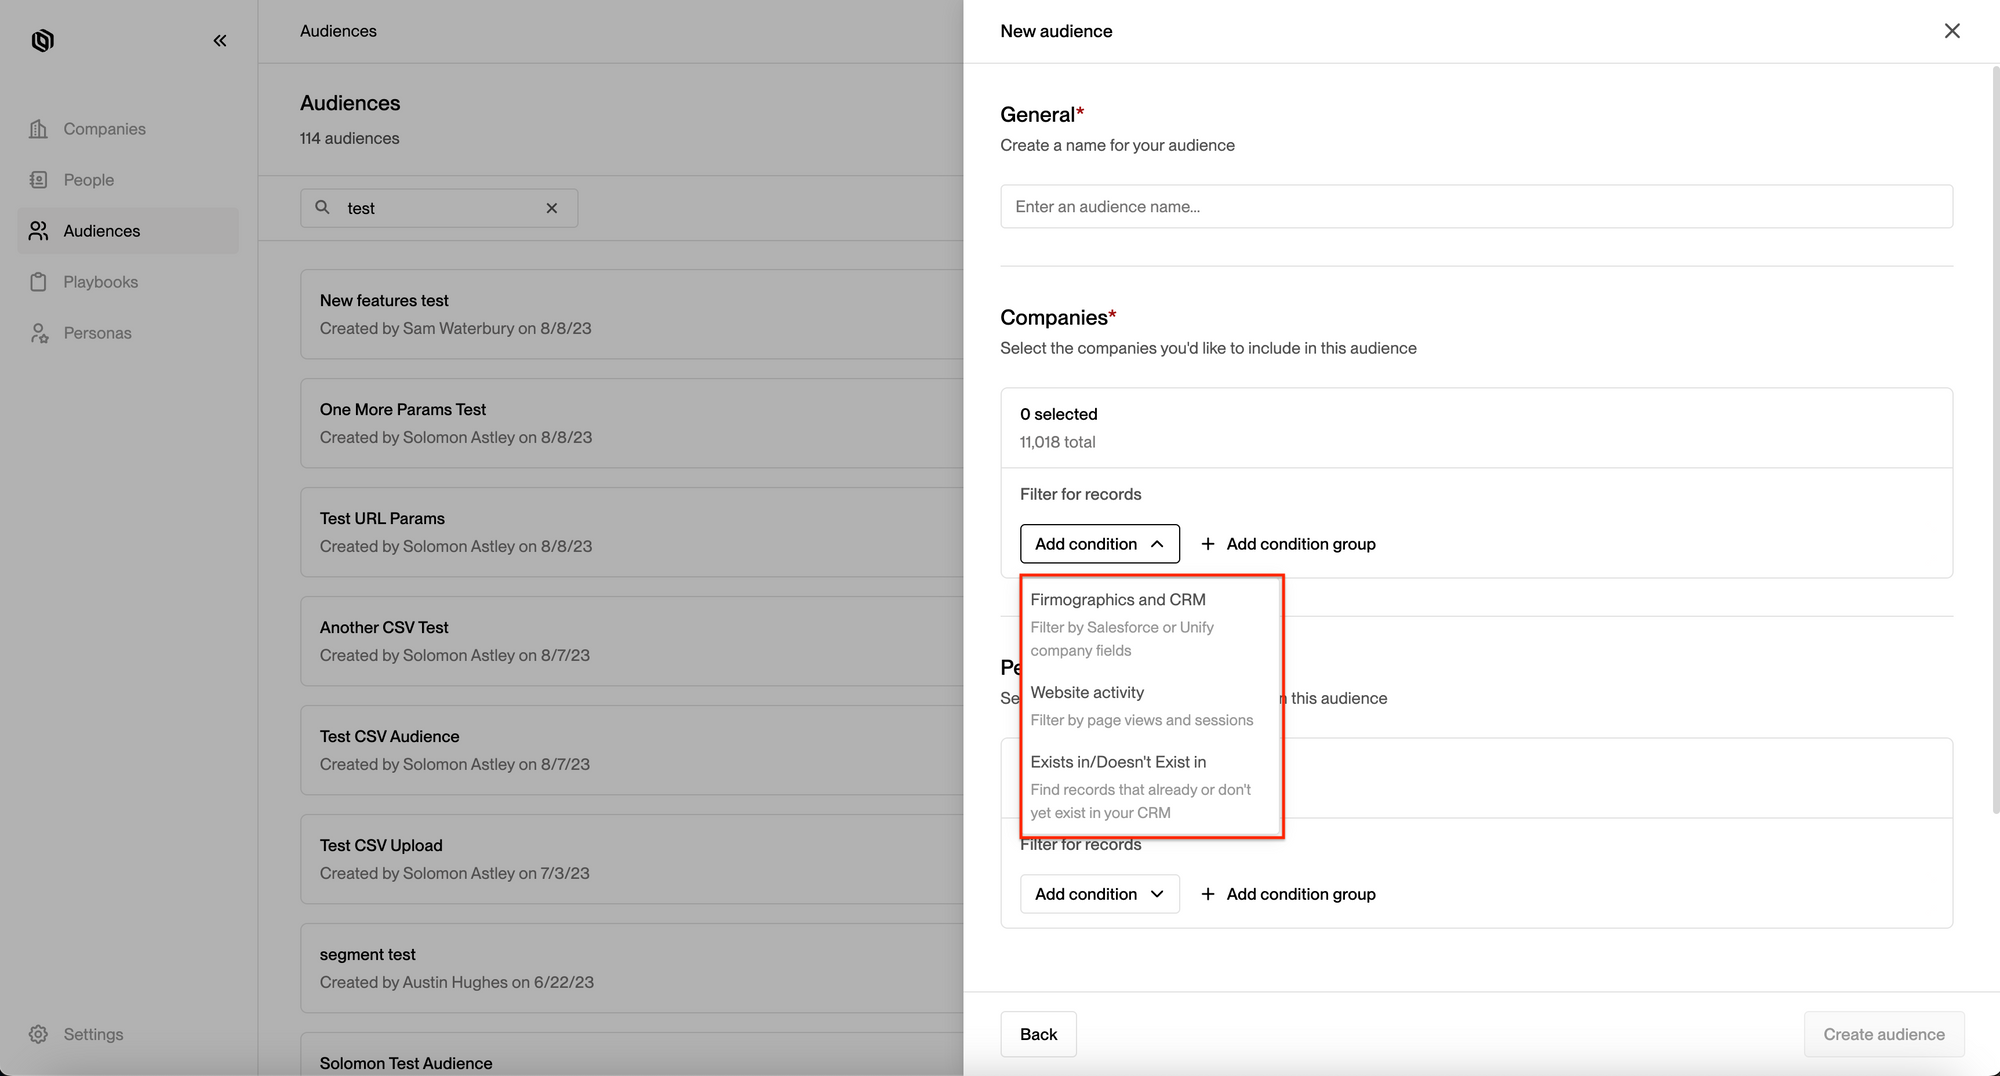 Companies
People
Audiences
Playbooks
Personas
Settings
Audiences
Audiences
114 audiences
test
New features test
Created by Sam Waterbury on 8/8/23
One More Params Test
Created by Solomon Astley on 8/8/23
Test URL Params
Created by Solomon Astley on 8/8/23
Another CSV Test
Created by Solomon Astley on 8/7/23
Test CSV Audience
Created by Solomon Astley on 8/7/23
Test CSV Upload
Created by Solomon Astley on 7/3/23
segment test
Created by Austin Hughes on 6/22/23
Solomon Test Audience
New audience
General*
Create a name for your audience
Enter an audience name...
Companies*
Select the companies you'd like to include in this audience
0 selected
11,018 total
Filter for records
Add condition
+ Add condition group
Firmographics and CRM
Filter by Salesforce or Unify
company fields
Website activity
Filter by page views and sessions
Exists in/Doesn't Exist in
Find records that already or don't
yet exist in your CRM
this audience
Filter for records
Add condition
+ Add condition group
Back
Create audience